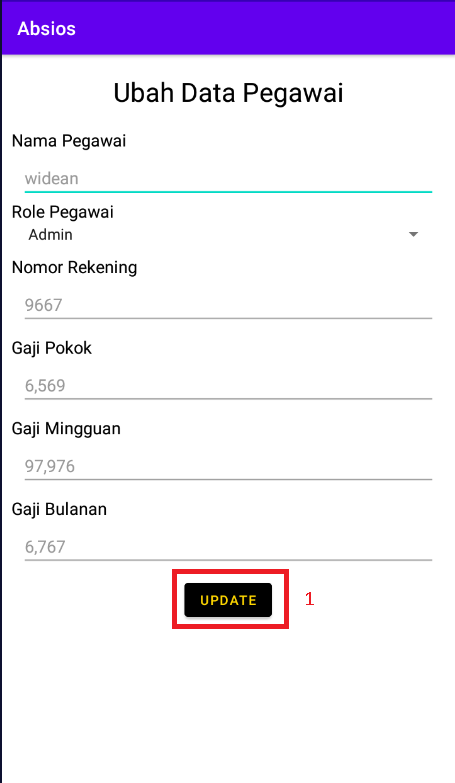 Absios
Ubah Data Pegawai
Nama Pegawai
widean
Role Pegawai
Admin
Nomor Rekening
9667
Gaji Pokok
6,569
Gaji Mingguan
97,976
Gaji Bulanan
6,767
UPDATE 1